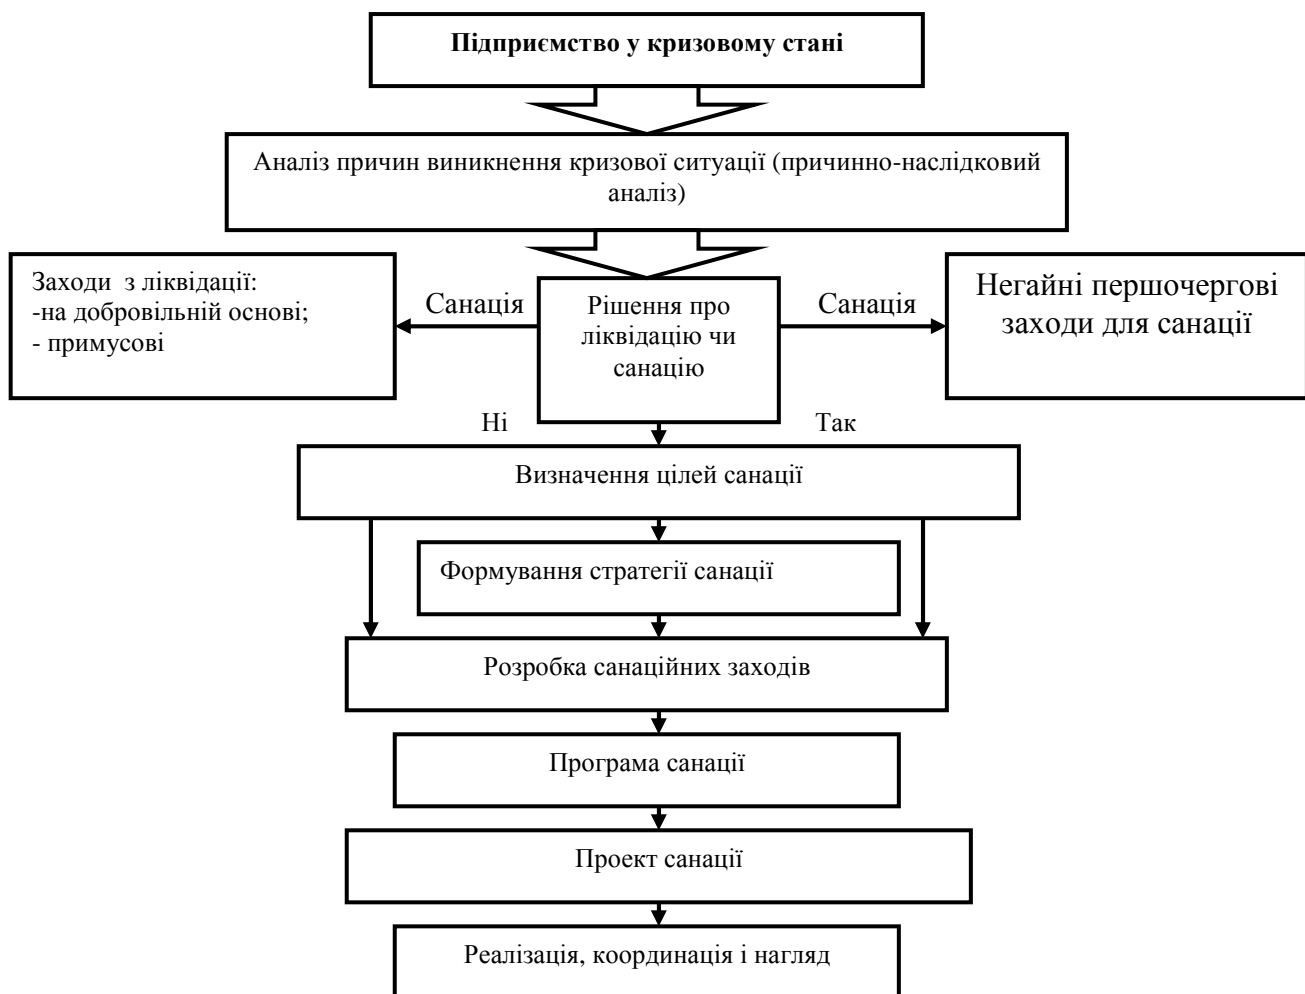 Підприємство у кризовому стані
Аналіз причин виникнення кризової ситуації (причинно-наслідковий
аналіз)
Заходи з ліквідації:
-на добровільній основі;
- примусові
Санація
Рішення про
ліквідацію чи
санацію
Санація
Негайні першочергові
заходи для санації
Ні
Так
Визначення цілей санації
Формування стратегії санації
Розробка санаційних заходів
Програма санації
Проект санації
Реалізація, координація і нагляд